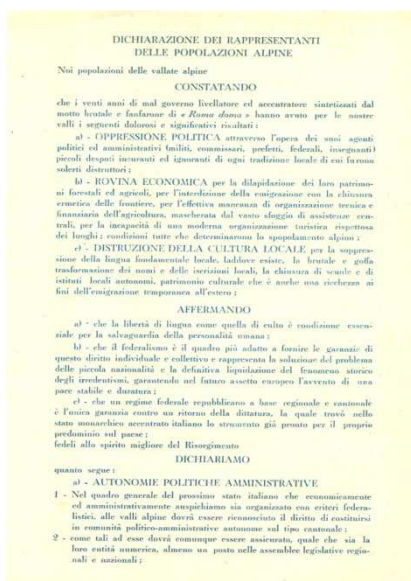 DICHIARAZIONE DEI RAPPRESENTANTI
DELLE POPOLAZIONI ALPINE
Noi popolazioni delle vallate alpine
CONSTATANDO
che i venti anni di mal governo livellatore ed accentratore sintetizzati dal
motto brutale e fanfarone di « Roma doma » hanno avuto per le nostre
valli i seguenti dolorosi e significativi risultati :
a) - OPPRESSIONE POLITICA attraverso l'opera dei suoi agenti
politici ed amministrativi (militi, commissari, prefetti, federali, insegnanti)
piccoli despoti incuranti ed ignoranti di ogni tradizione locale di cui furono
solerti distruttori ;
b) - ROVINA ECONOMICA per la dilapidazione dei loro patrimo-
ni forestali ed agricoli, per l'interdizione della emigrazione con la chiusura
ermetica delle frontiere, per l'effettiva mancanza di organizzazione tecnica e
finanziaria dell'agricoltura, mascherata dal vasto sfoggio di assistenze cen-
trali, per la incapacità di una moderna organizzazione turistica rispettosa
dei luoghi ; condizioni tutte che determinarono lo spopolamento alpino ;
c) - DISTRUZIONE DELLA CULTURA LOCALE per la soppres-
sione della lingua fondamentale locale, laddove esiste, la brutale e goffa
trasformazione dei nomi e delle iscrizioni locali, la chiusura di scuole e di
istituti locali autonomi, patrimonio culturale che è anche una ricchezza ai
fini dell'emigrazione temporanea all'estero ;
AFFERMANDO
a) - che la libertà di lingua come quella di culto è condizione essen-
ziale per la salvaguardia della personalità umana ;
b) - che il federalismo è il quadro più adatto a fornire le garanzie di
questo diritto individuale e collettivo e rappresenta la soluzione del problema
delle piccole nazionalità e la definitiva liquidazione del fenomeno storico
degli irredentismi, garantendo nel futuro assetto europeo l'avvento di una
pace stabile e duratura ;
c) - che un regime federale repubblicano a base regionale e cantonale
è l'unica garanzia contro un ritorno della dittatura, la quale trovò nello
stato monarchico accentrato italiano lo strumento già pronto per il proprio
predominio sul paese ;
fedeli allo spirito migliore del Risorgimento
DICHIARIAMO
quanto segue :
a) - AUTONOMIE POLITICHE AMMINISTRATIVE
1 - Nel quadro generale del prossimo stato italiano che economicamente
ed amministrativamente auspichiamo sia organizzato con criteri federa-
listici, alle valli alpine dovrà essere riconosciuto il diritto di costituirsi
in comunità politico-amministrative autonome sul tipo cantonale ;
2 - come tali ad esse dovrà comunque essere assicurato, quale che sia la
loro entità numerica, almeno un posto nelle assemblee legislative regio-
nali e nazionali ;